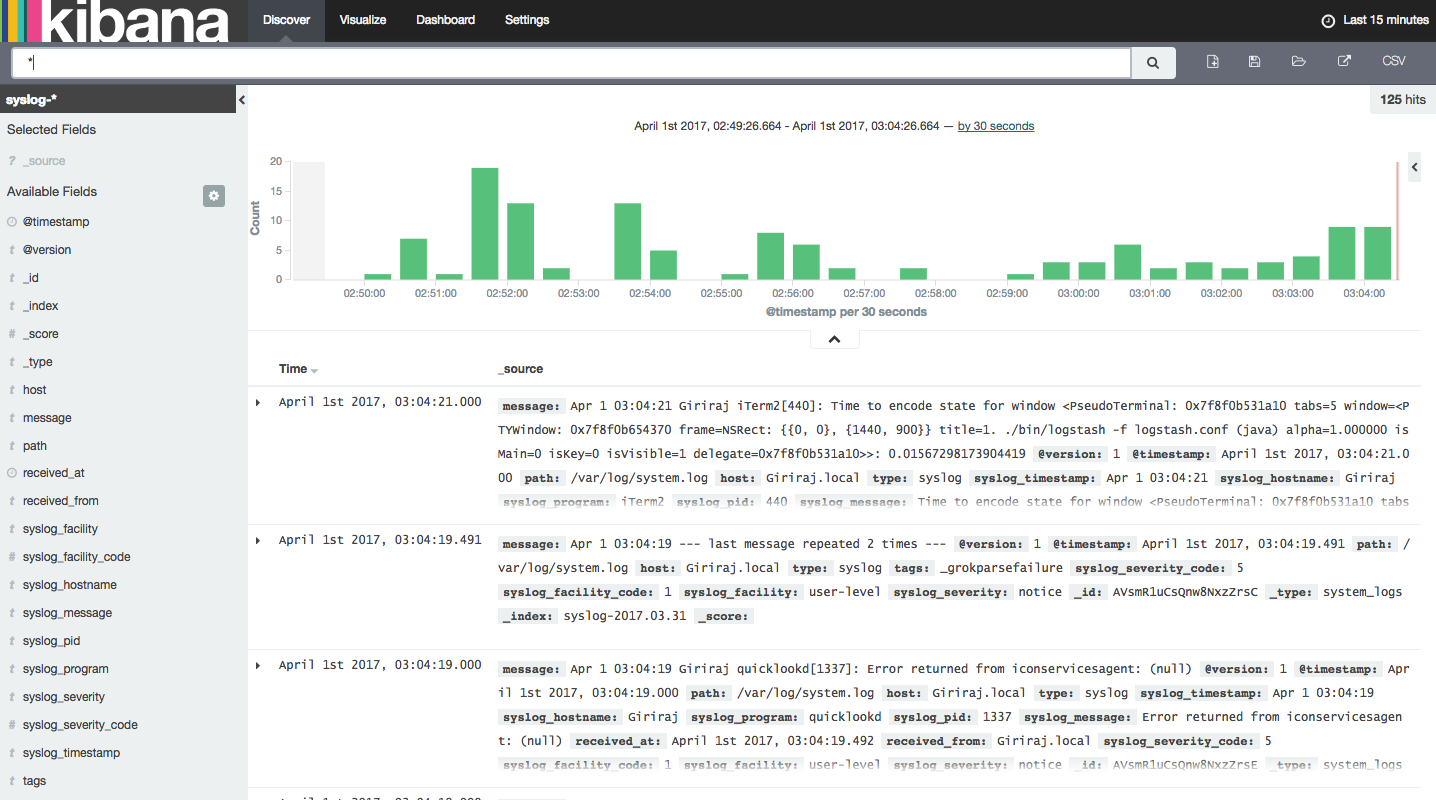 kibana Discover Visualize Dashboard Settings Last 15 minutes
* CSV
syslog-*
125 hits
Selected Fields
? _source
Available Fields
@timestamp
t @version
t _id
t _index
# _score
t _type
t host
t message
t path
received_at
t received_from
t syslog_facility
# syslog_facility_code
t syslog_hostname
t syslog_message
t syslog_pid
t syslog_program
t syslog_severity
# syslog_severity_code
t syslog_timestamp
t tags
April 1st 2017, 02:49:26.664 - April 1st 2017, 03:04:26.664 — by 30 seconds
Count
20
15
10
5
0
02:50:00 02:51:00 02:52:00 02:53:00 02:54:00 02:55:00 02:56:00 02:57:00 02:58:00 02:59:00 03:00:00 03:01:00 03:02:00 03:03:00 03:04:00
@timestamp per 30 seconds
Time _source
April 1st 2017, 03:04:21.000
message: Apr 1 03:04:21 Giriraj iTerm2[440]: Time to encode state for window <PseudoTerminal: 0x7f8f0b531a10 tabs=5 window=<P
TYWindow: 0x7f8f0b654370 frame=NSRect: {{0, 0}, {1440, 900}} title=1. ./bin/logstash -f logstash.conf (java) alpha=1.000000 is
Main=0 isKey=0 isVisible=1 delegate=0x7f8f0b531a10>>: 0.01567298173904419 @version: 1 @timestamp: April 1st 2017, 03:04:21.0
00 path: /var/log/system.log host: Giriraj.local type: syslog syslog_timestamp: Apr 1 03:04:21 syslog_hostname: Giriraj
syslog_program: iTerm2 syslog_pid: 440 syslog_message: Time to encode state for window <PseudoTerminal: 0x7f8f0b531a10 tabs
April 1st 2017, 03:04:19.491
message: Apr 1 03:04:19 --- last message repeated 2 times --- @version: 1 @timestamp: April 1st 2017, 03:04:19.491 path: /
var/log/system.log host: Giriraj.local type: syslog tags: _grokparsefailure syslog_severity_code: 5
syslog_facility_code: 1 syslog_facility: user-level syslog_severity: notice _id: AVsmR1uCsQnw8NxzZrsC _type: system_logs
_index: syslog-2017.03.31 _score:
April 1st 2017, 03:04:19.000
message: Apr 1 03:04:19 Giriraj quicklookd[1337]: Error returned from iconservicesagent: (null) @version: 1 @timestamp: Apr
il 1st 2017, 03:04:19.000 path: /var/log/system.log host: Giriraj.local type: syslog syslog_timestamp: Apr 1 03:04:19
syslog_hostname: Giriraj syslog_program: quicklookd syslog_pid: 1337 syslog_message: Error returned from iconservicesagen
t: (null) received_at: April 1st 2017, 03:04:19.492 received_from: Giriraj.local syslog_severity_code: 5
syslog_facility_code: 1 syslog_facility: user-level syslog_severity: notice _id: AVsmR1uCsQnw8NxzZrsE _type: system_logs